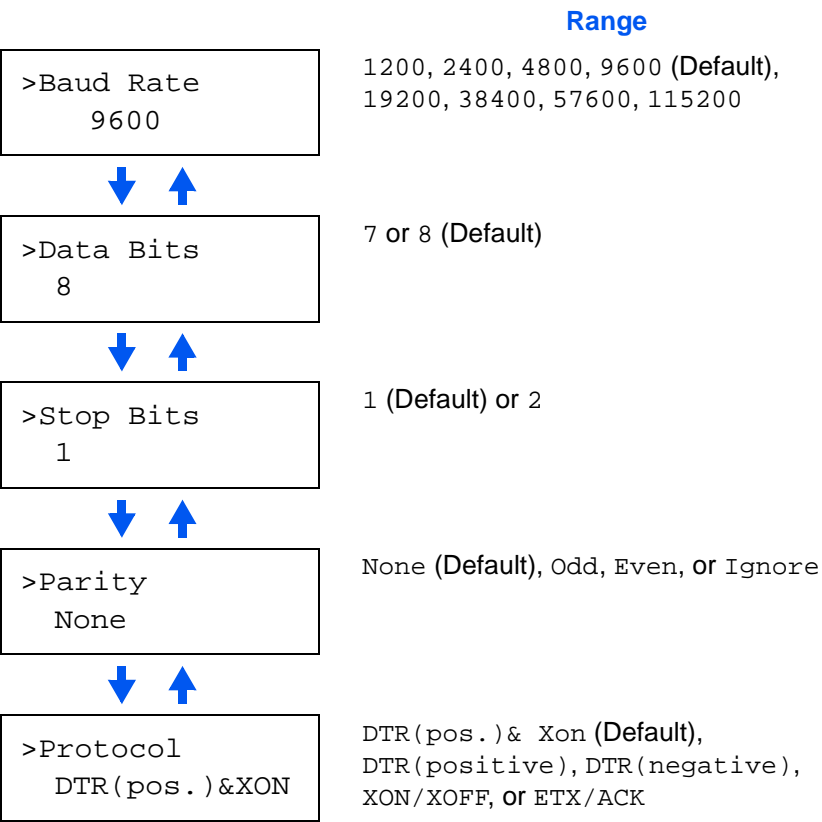 Range
>Baud Rate
9600
1200, 2400, 4800, 9600 (Default),
19200, 38400, 57600, 115200
>Data Bits
8
7 or 8 (Default)
>Stop Bits
1
1 (Default) or 2
>Parity
None
None (Default), Odd, Even, or Ignore
>Protocol
DTR(pos.)&XON
DTR(pos.)& Xon (Default),
DTR(positive), DTR(negative),
XON/XOFF, or ETX/ACK